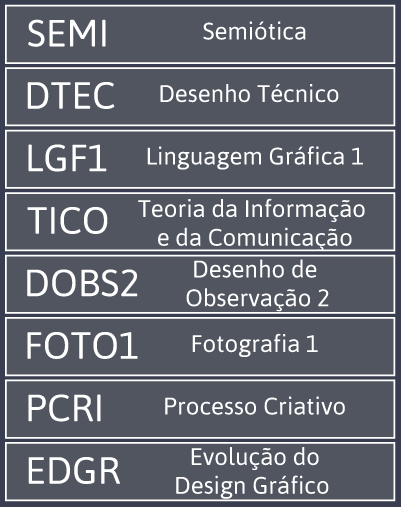 SEMI Semiótica
DTEC Desenho Técnico
LGF1 Linguagem Gráfica 1
TICO Teoria da Informação
e da Comunicação
DOBS2 Desenho de
Observação 2
FOTO1 Fotografia 1
PCRI Processo Criativo
EDGR Evolução do
Design Gráfico